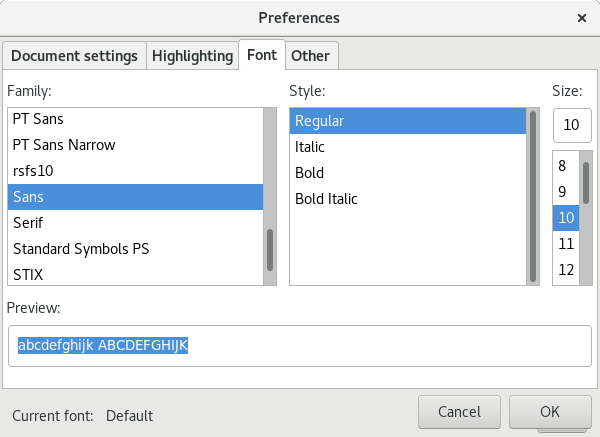 Preferences
Document settings Highlighting Font Other
Family: Style: Size:
PT Sans Regular 10
PT Sans Narrow Italic 8
rsfs10 Bold 9
Sans Bold Italic 10
Serif 11
Standard Symbols PS 12
STIX
Preview:
abcdefghijk ABCDEFGHIJK
Current font: Default Cancel OK